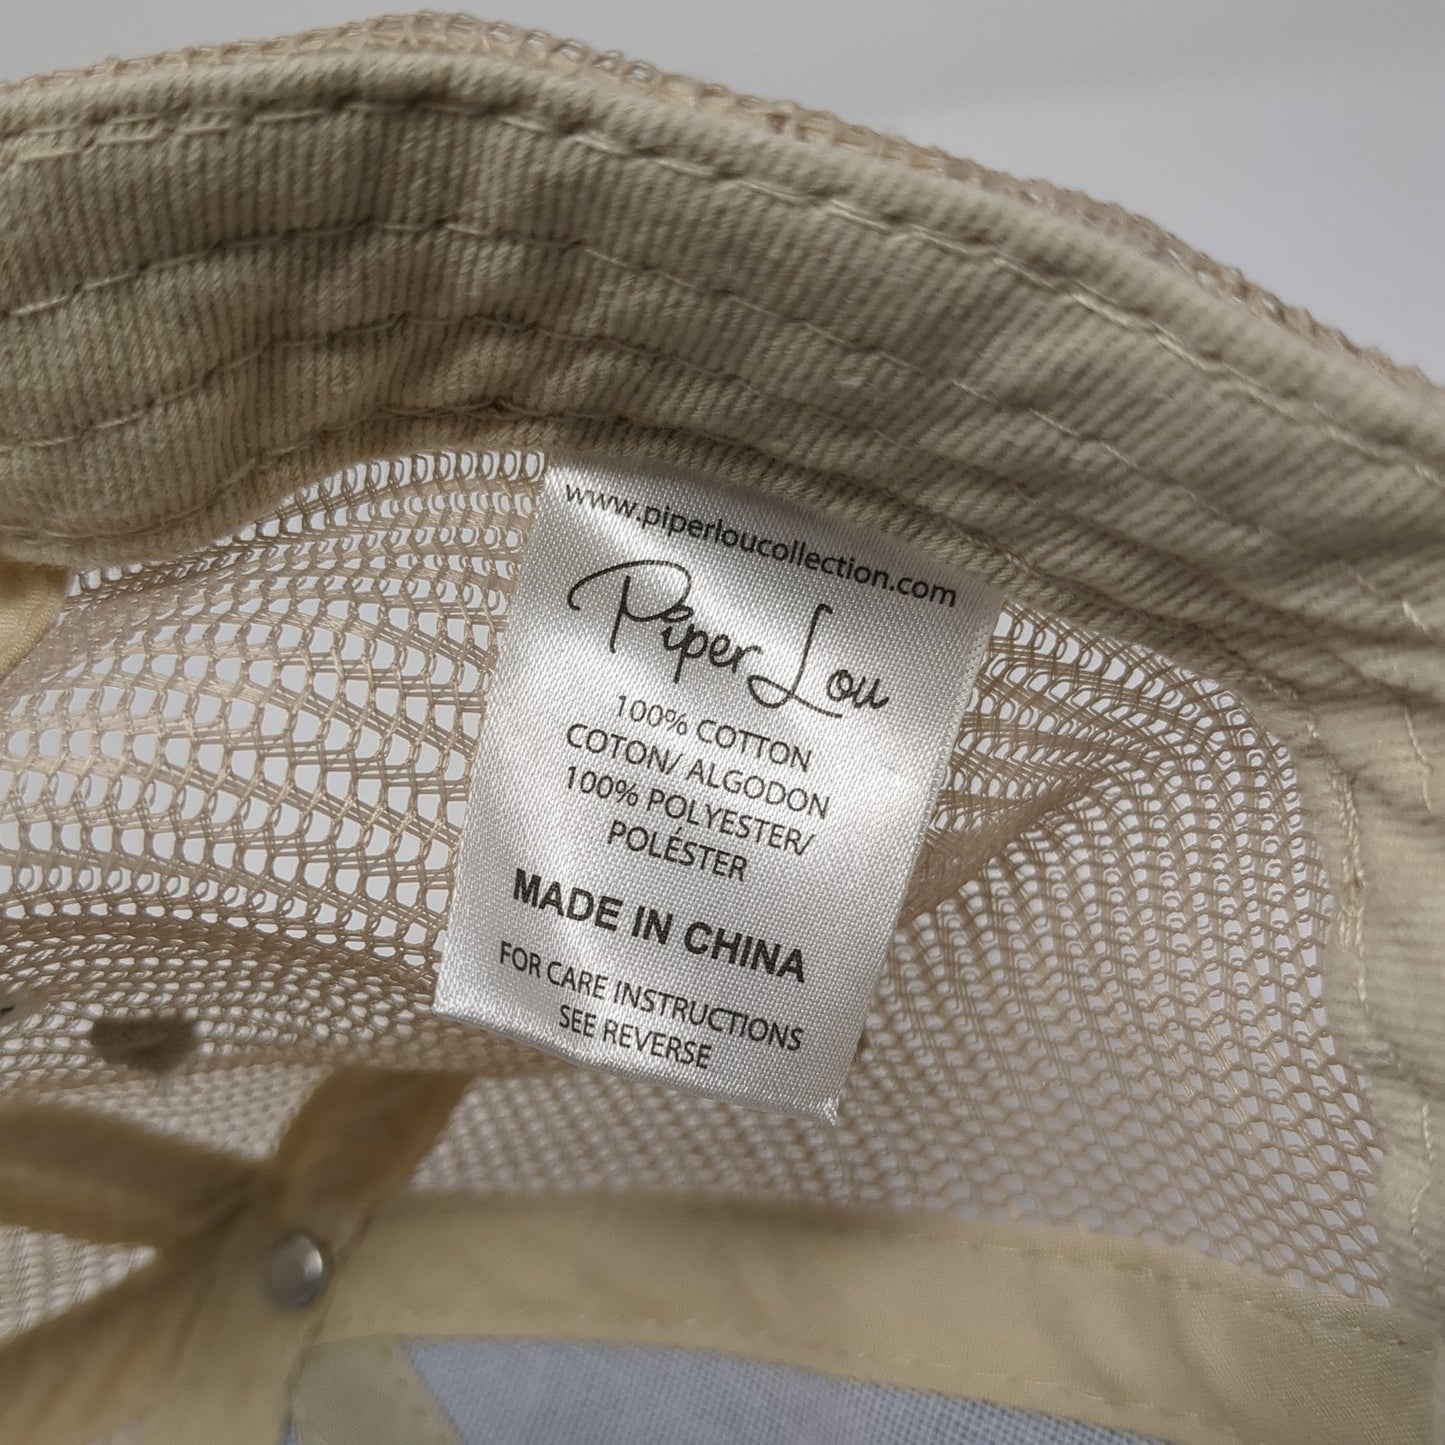 www.piperloucollection.com
Piper Lou
100% COTTON
COTON/ ALGODON
100% POLYESTER/
POLÉSTER
MADE IN CHINA
FOR CARE INSTRUCTIONS
SEE REVERSE